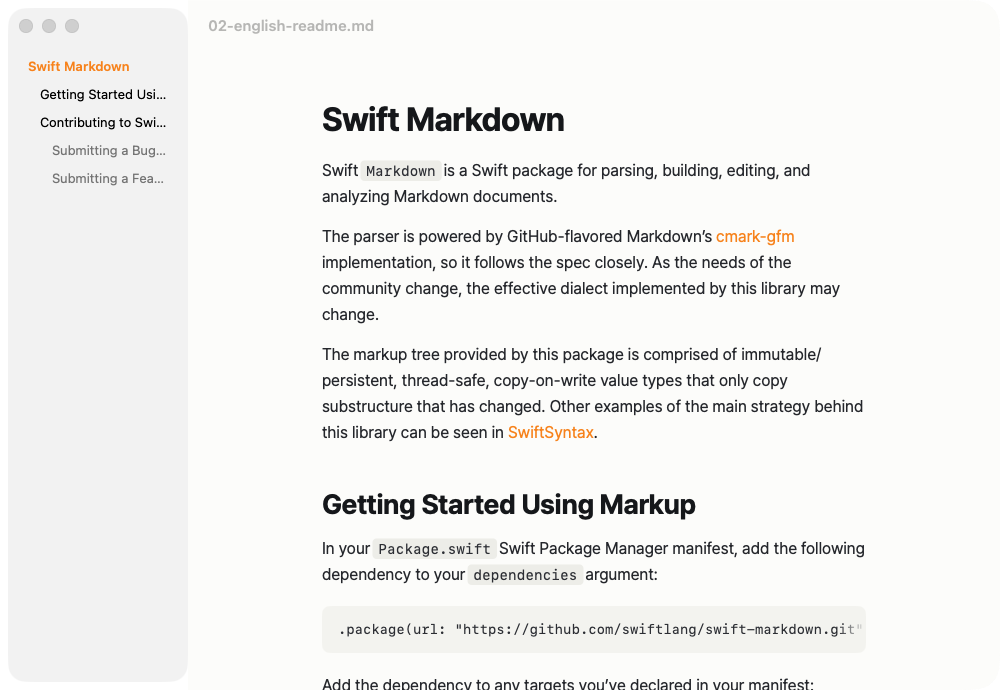 02-english-readme.md
Swift Markdown
Getting Started Usi...
Contributing to Swi...
Submitting a Bug...
Submitting a Fea...
Swift Markdown
Swift Markdown is a Swift package for parsing, building, editing, and
analyzing Markdown documents.
The parser is powered by GitHub-flavored Markdown’s cmark-gfm
implementation, so it follows the spec closely. As the needs of the
community change, the effective dialect implemented by this library may
change.
The markup tree provided by this package is comprised of immutable/
persistent, thread-safe, copy-on-write value types that only copy
substructure that has changed. Other examples of the main strategy behind
this library can be seen in SwiftSyntax.
Getting Started Using Markup
In your Package.swift Swift Package Manager manifest, add the following
dependency to your dependencies argument:
.package(url: "https://github.com/swiftlang/swift-markdown.git"
Add the dependency to any targets you’ve declared in your manifest: